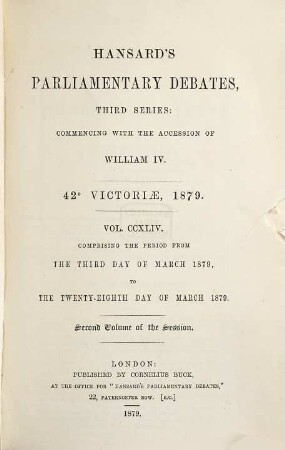 HANSARD'S
PARLIAMENTARY DEBATES,
THIRD SERIES:
COMMENCING WITH THE ACCESSION OF
WILLIAM IV.
42° VICTORIÆ, 1879.
VOL. CCXLIV.
COMPRISING THE PERIOD FROM
THE THIRD DAY OF MARCH 1879,
TO
THE TWENTY-EIGHTH DAY OF MARCH 1879.
Second Volume of the Session.
LONDON:
PUBLISHED BY CORNELIUS BUCK,
AT THE OFFICE FOR "HANSARD'S PARLIAMENTARY DEBATES,"
22, PATERNOSTER ROW. [E.C.]
1879.